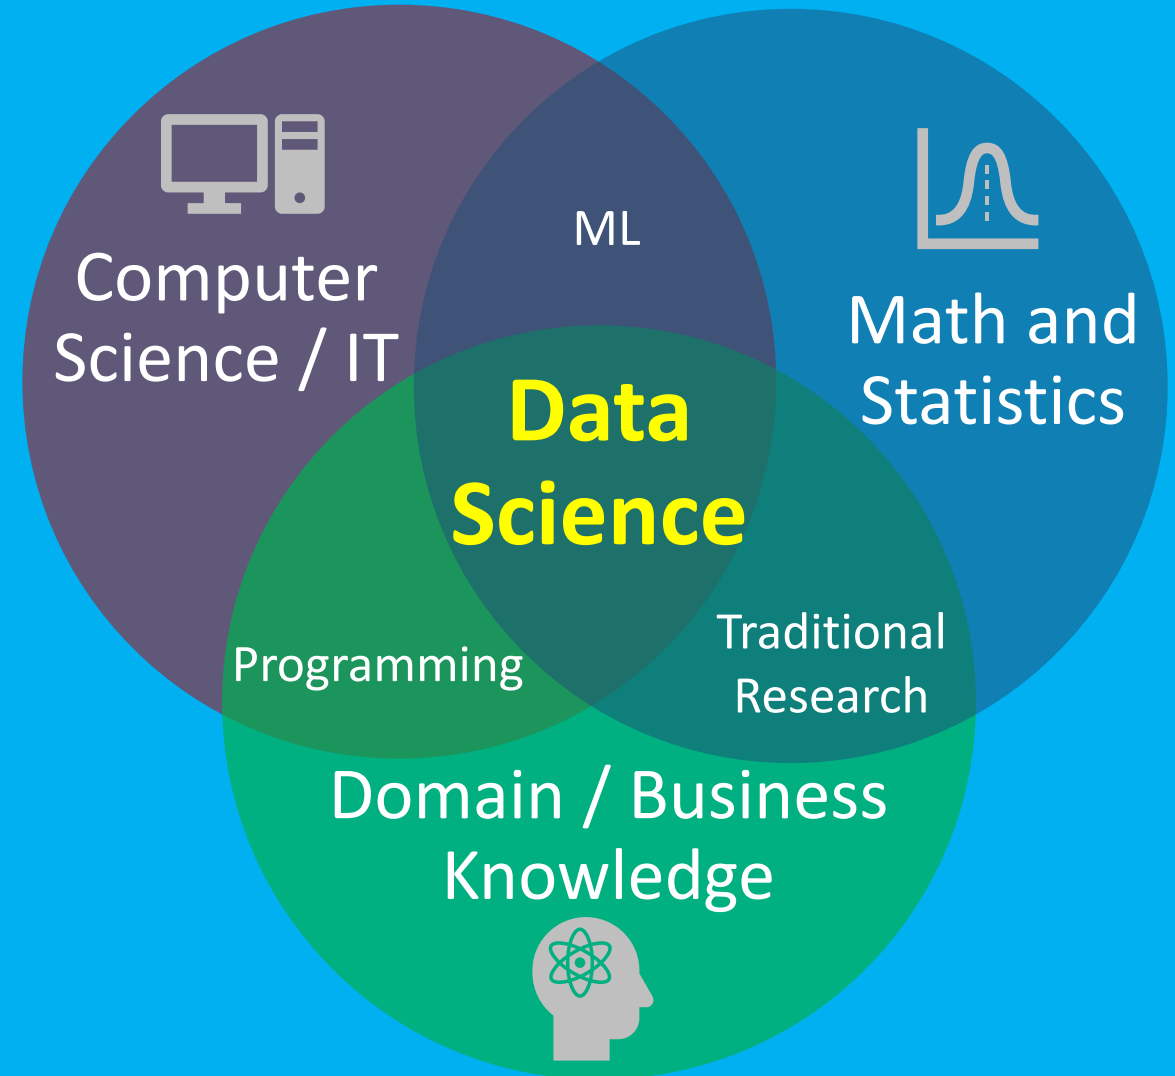 ML
Computer
Science / IT
Math and
Statistics
Data
Science
Programming
Traditional
Research
Domain / Business
Knowledge